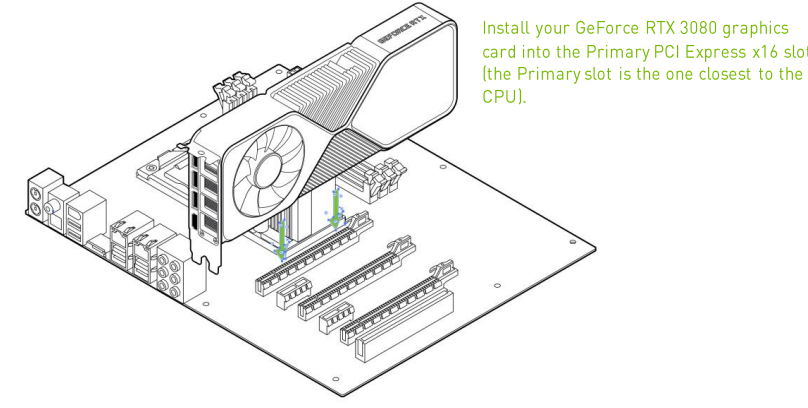 GEFORCE RTX
Install your GeForce RTX 3080 graphics
card into the Primary PCI Express x16 slot
(the Primary slot is the one closest to the
CPU).